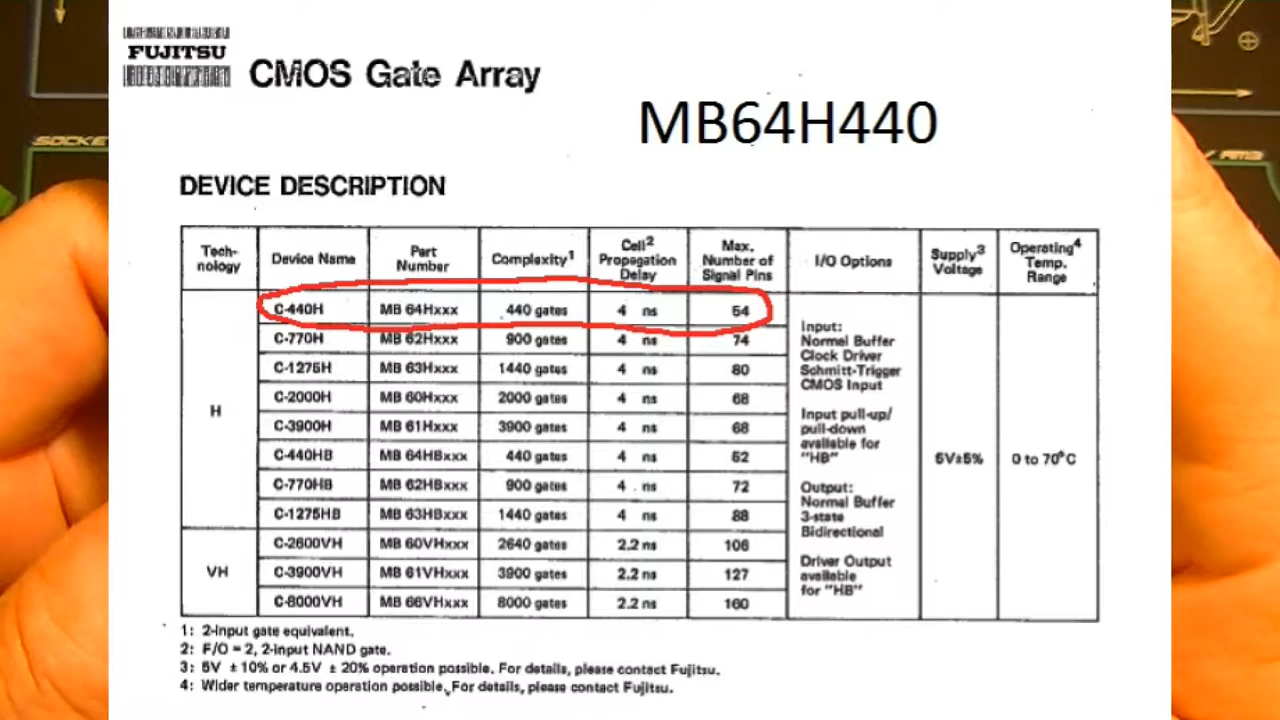 FUJITSU
CMOS Gate Array
MB64H440
DEVICE DESCRIPTION
Tech-nology Device Name Part Number Complexity1 Cell2 Propagation Delay Max. Number of Signal Pins I/O Options Supply3 Voltage Operating4 Temp. Range
H
C-440H MB 64Hxxx 440 gates 4 ns 54
C-770H MB 62Hxxx 900 gates 4 ns 74
C-1275H MB 63Hxxx 1440 gates 4 ns 80
C-2000H MB 60Hxxx 2000 gates 4 ns 68
C-3900H MB 61Hxxx 3900 gates 4 ns 68
C-440HB MB 64HBxxx 440 gates 4 ns 52
C-770HB MB 62HBxxx 900 gates 4 ns 72
C-1275HB MB 63HBxxx 1440 gates 4 ns 88
VH
C-2600VH MB 60VHxxx 2640 gates 2.2 ns 106
C-3900VH MB 61VHxxx 3900 gates 2.2 ns 127
C-8000VH MB 66VHxxx 8000 gates 2.2 ns 160
Input:
Normal Buffer
Clock Driver
Schmitt-Trigger
CMOS Input
Input pull-up/
pull-down
available for
"HB"
Output:
Normal Buffer
3-state
Bidirectional
Driver Output
available
for "HB"
5V±5%
0 to 70°C
1: 2-input gate equivalent.
2: F/O = 2, 2-input NAND gate.
3: 5V ± 10% or 4.5V ± 20% operation possible. For details, please contact Fujitsu.
4: Wider temperature operation possible. For details, please contact Fujitsu.